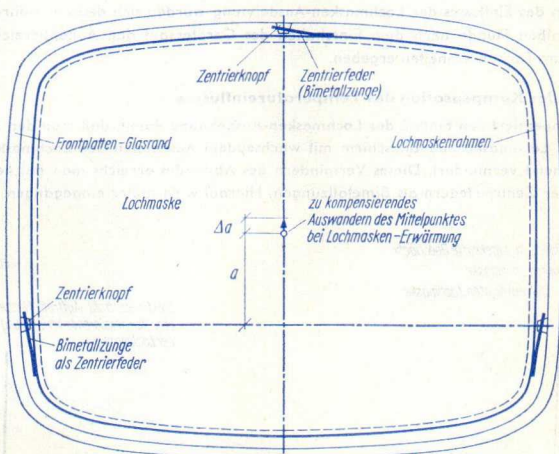 Zentrierknopf
Zentrierfeder
(Bimetallzunge)
Frontplatten-Glasrand
Lochmaskenrahmen
Lochmaske
zu kompensierendes
Δa
Auswandern des Mittelpunktes
bei Lochmasken-Erwärmung
a
Zentrierknopf
Bimetallzunge
als Zentrierfeder